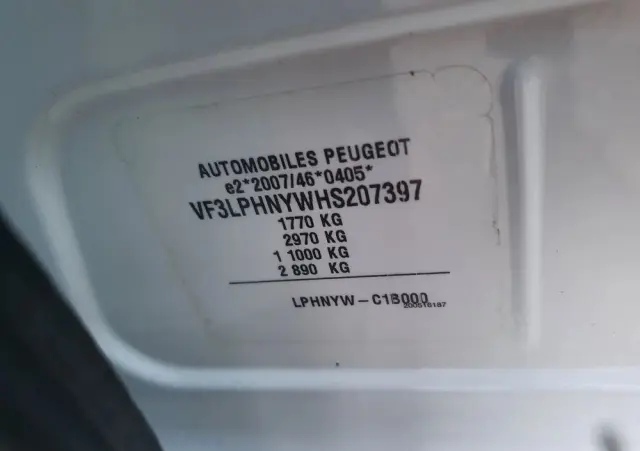 AUTOMOBILES PEUGEOT
e2*2007/46*0405*
VF3LPHNYWHS207397
1770 KG
2970 KG
1 1000 KG
2 890 KG
LPHNYW-C1B000